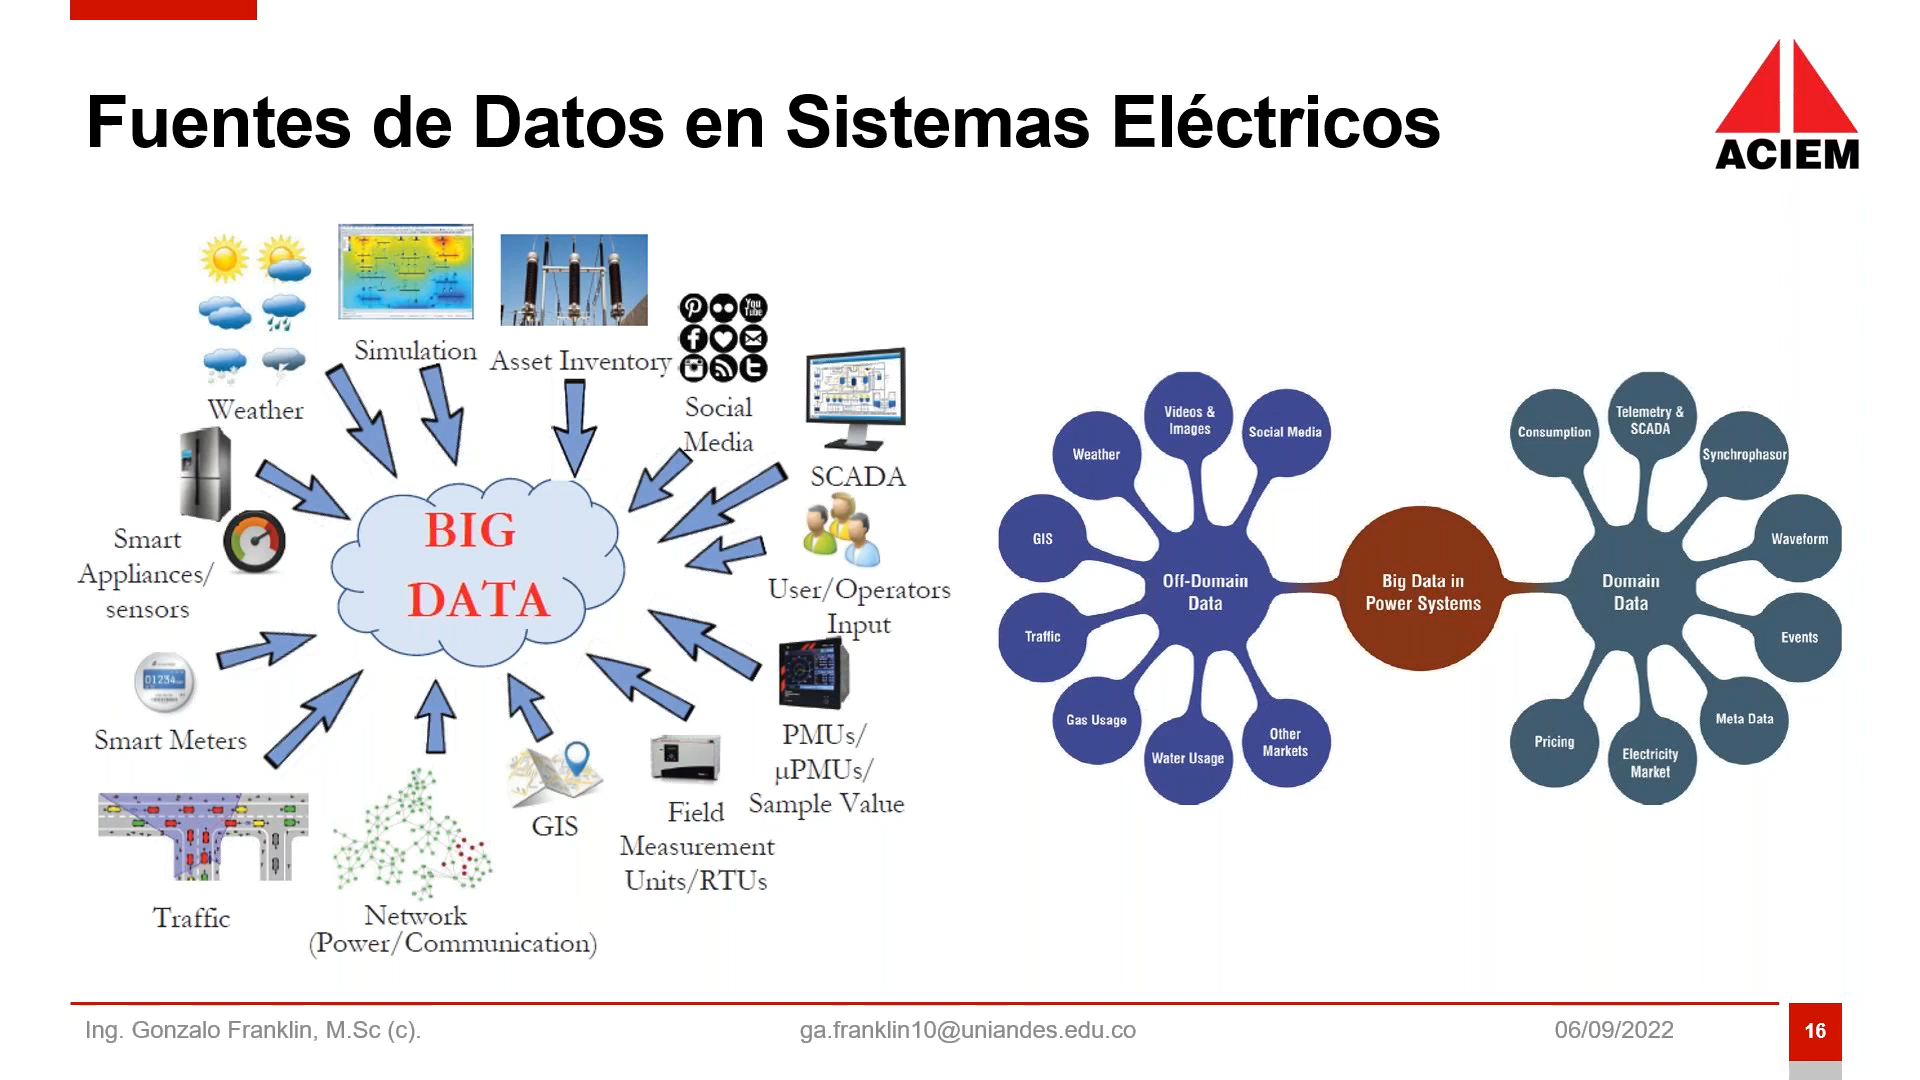 Fuentes de Datos en Sistemas Eléctricos
ACIEM
Weather
Simulation
Asset Inventory
You
Tube
Social
Media
SCADA
Smart
Appliances/
sensors
BIG
DATA
User/Operators
Input
01234
Smart Meters
PMUs/
µPMUs/
Sample Value
Field
Measurement
Units/RTUs
GIS
Network
(Power/Communication)
Traffic
Videos &
Images
Social Media
Weather
GIS
Traffic
Gas Usage
Water Usage
Other
Markets
Off-Domain
Data
Big Data in
Power Systems
Domain
Data
Consumption
Telemetry &
SCADA
Synchrophasor
Waveform
Events
Meta Data
Electricity
Market
Pricing
Ing. Gonzalo Franklin, M.Sc (c).
ga.franklin10@uniandes.edu.co
06/09/2022
16